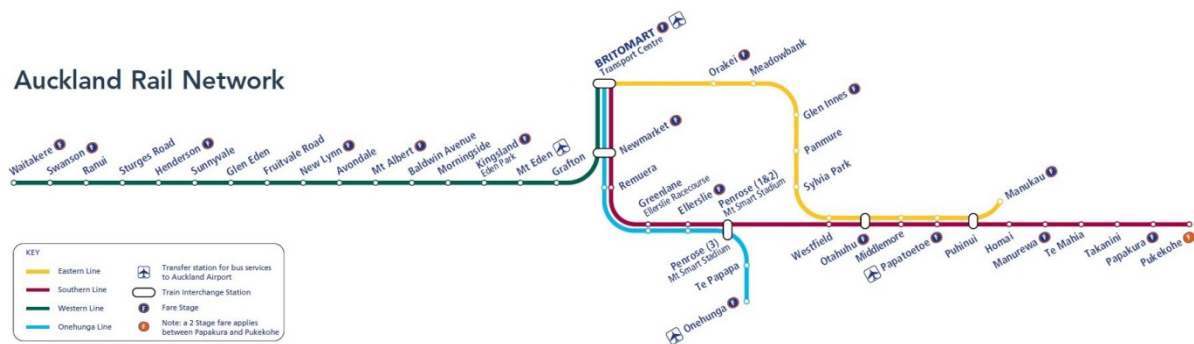 Auckland Rail Network
Waitakere F
Swanson F
Ranui
Sturges Road
Henderson F
Sunnyvale
Glen Eden
Fruitvale Road
New Lynn F
Avondale
Mt Albert F
Baldwin Avenue
Morningside
Kingsland F
Eden Park
Mt Eden
Grafton
BRITOMART F
Transport Centre
Newmarket F
Remuera
Greenlane
Ellerslie Racecourse
Ellerslie F
Penrose (1&2)
Mt Smart Stadium
Penrose (3)
Mt Smart Stadium
Te Papapa
Onehunga F
Orakei F
Meadowbank
Glen Innes F
Panmure
Sylvia Park
Westfield
Otahuhu F
Middlemore
Papatoetoe F
Puhinui
Manukau F
Homai
Manurewa F
Te Mahia
Takanini
Papakura F
Pukekohe F
KEY
Eastern Line
Southern Line
Western Line
Onehunga Line
Transfer station for bus services
to Auckland Airport
Train Interchange Station
F Fare Stage
F Note: a 2 Stage fare applies
between Papakura and Pukekohe